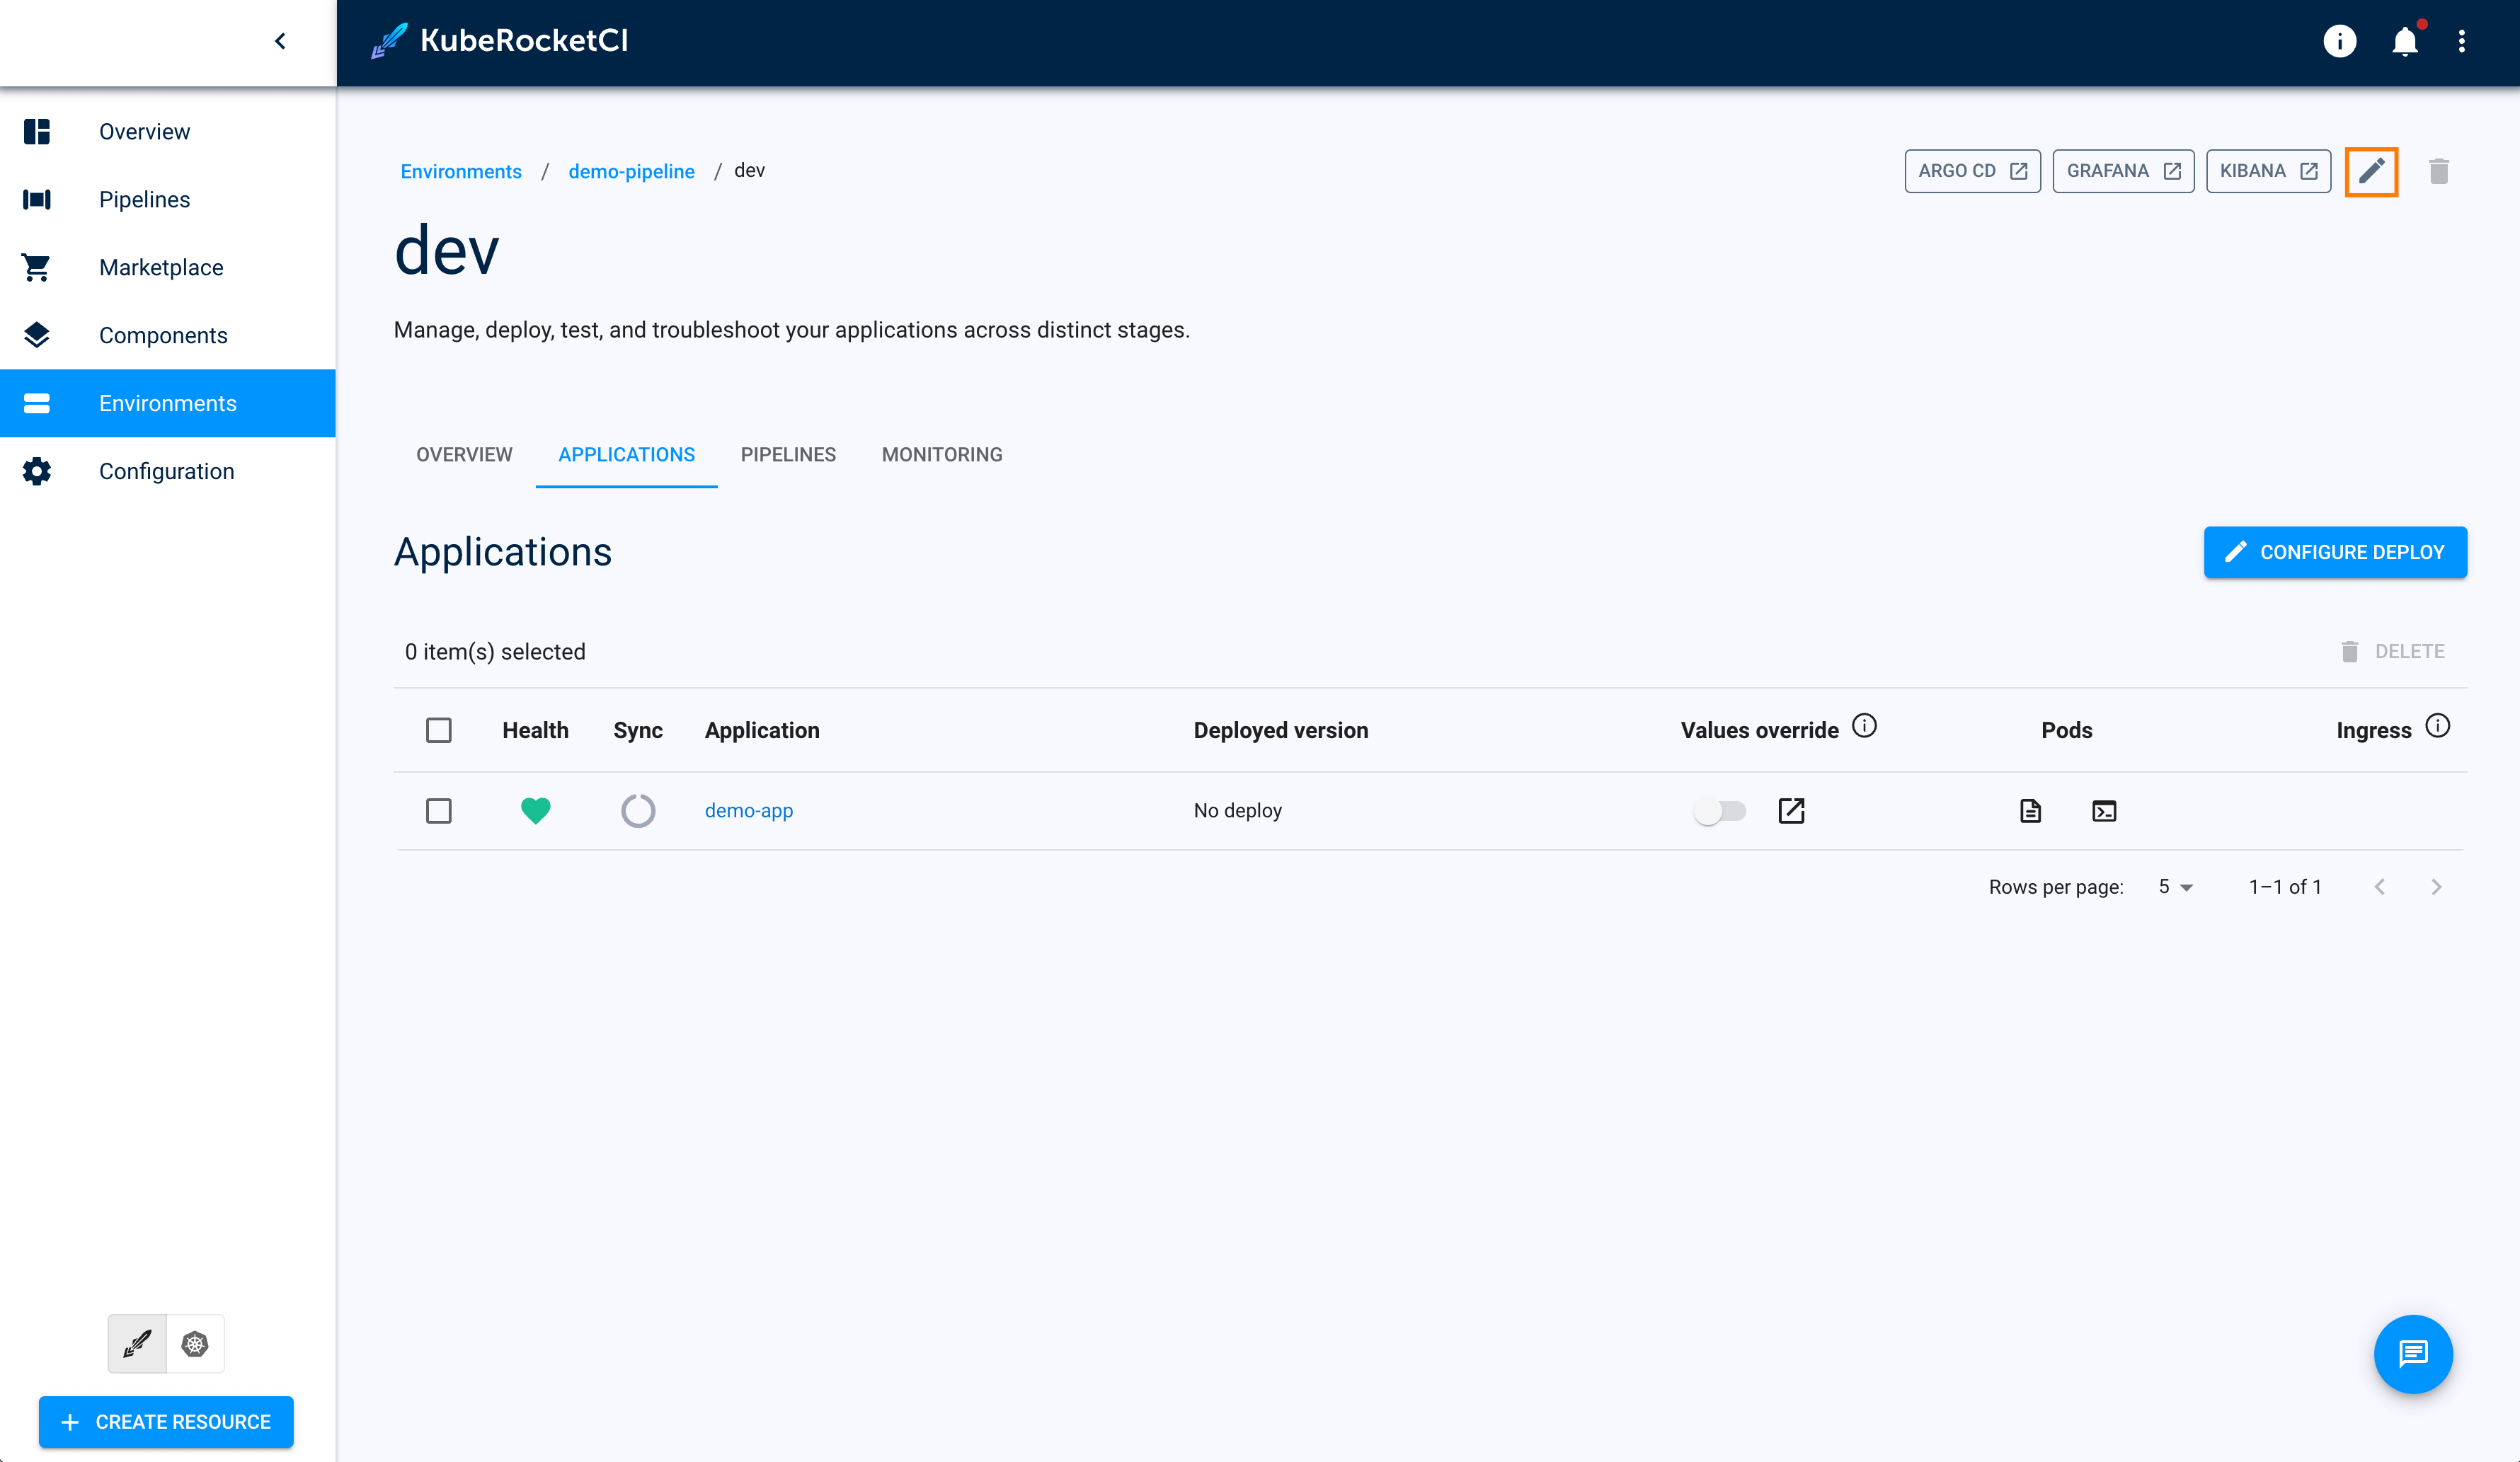 KubeRocketCI
Overview
Pipelines
Marketplace
Components
Environments
Configuration
CREATE RESOURCE
Environments / demo-pipeline / dev
ARGO CD
GRAFANA
KIBANA
dev
Manage, deploy, test, and troubleshoot your applications across distinct stages.
OVERVIEW APPLICATIONS PIPELINES MONITORING
Applications
CONFIGURE DEPLOY
0 item(s) selected
DELETE
Health Sync Application Deployed version Values override Pods Ingress
demo-app No deploy
Rows per page: 5 1–1 of 1